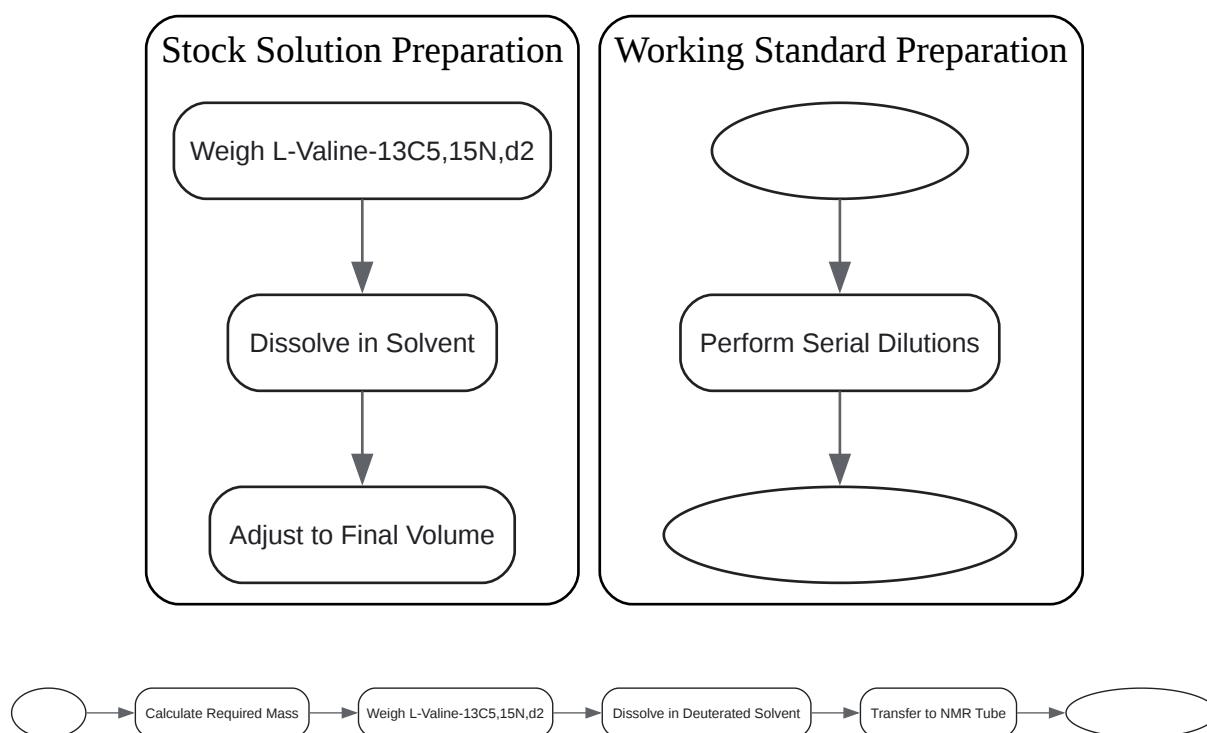 Stock Solution Preparation
Weigh L-Valine-13C5,15N,d2
Dissolve in Solvent
Adjust to Final Volume
Working Standard Preparation
Perform Serial Dilutions
Calculate Required Mass
Weigh L-Valine-13C5,15N,d2
Dissolve in Deuterated Solvent
Transfer to NMR Tube